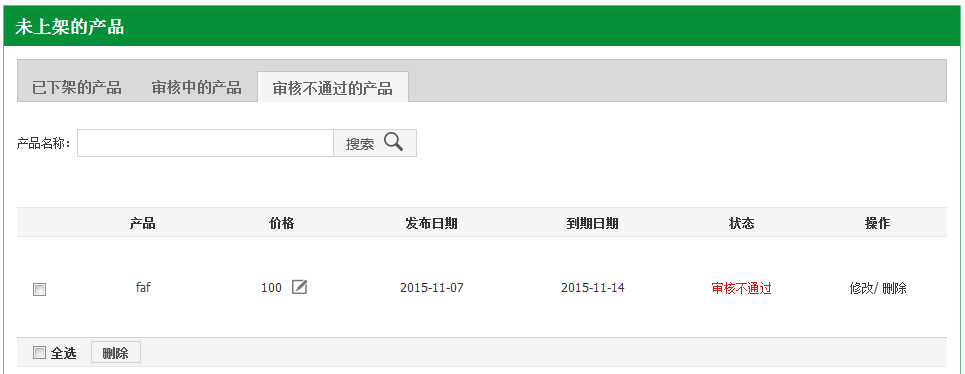 未上架的产品
已下架的产品 审核中的产品 审核不通过的产品
产品名称： 搜索
产品 价格 发布日期 到期日期 状态 操作
faf 100 2015-11-07 2015-11-14 审核不通过 修改/ 删除
全选 删除